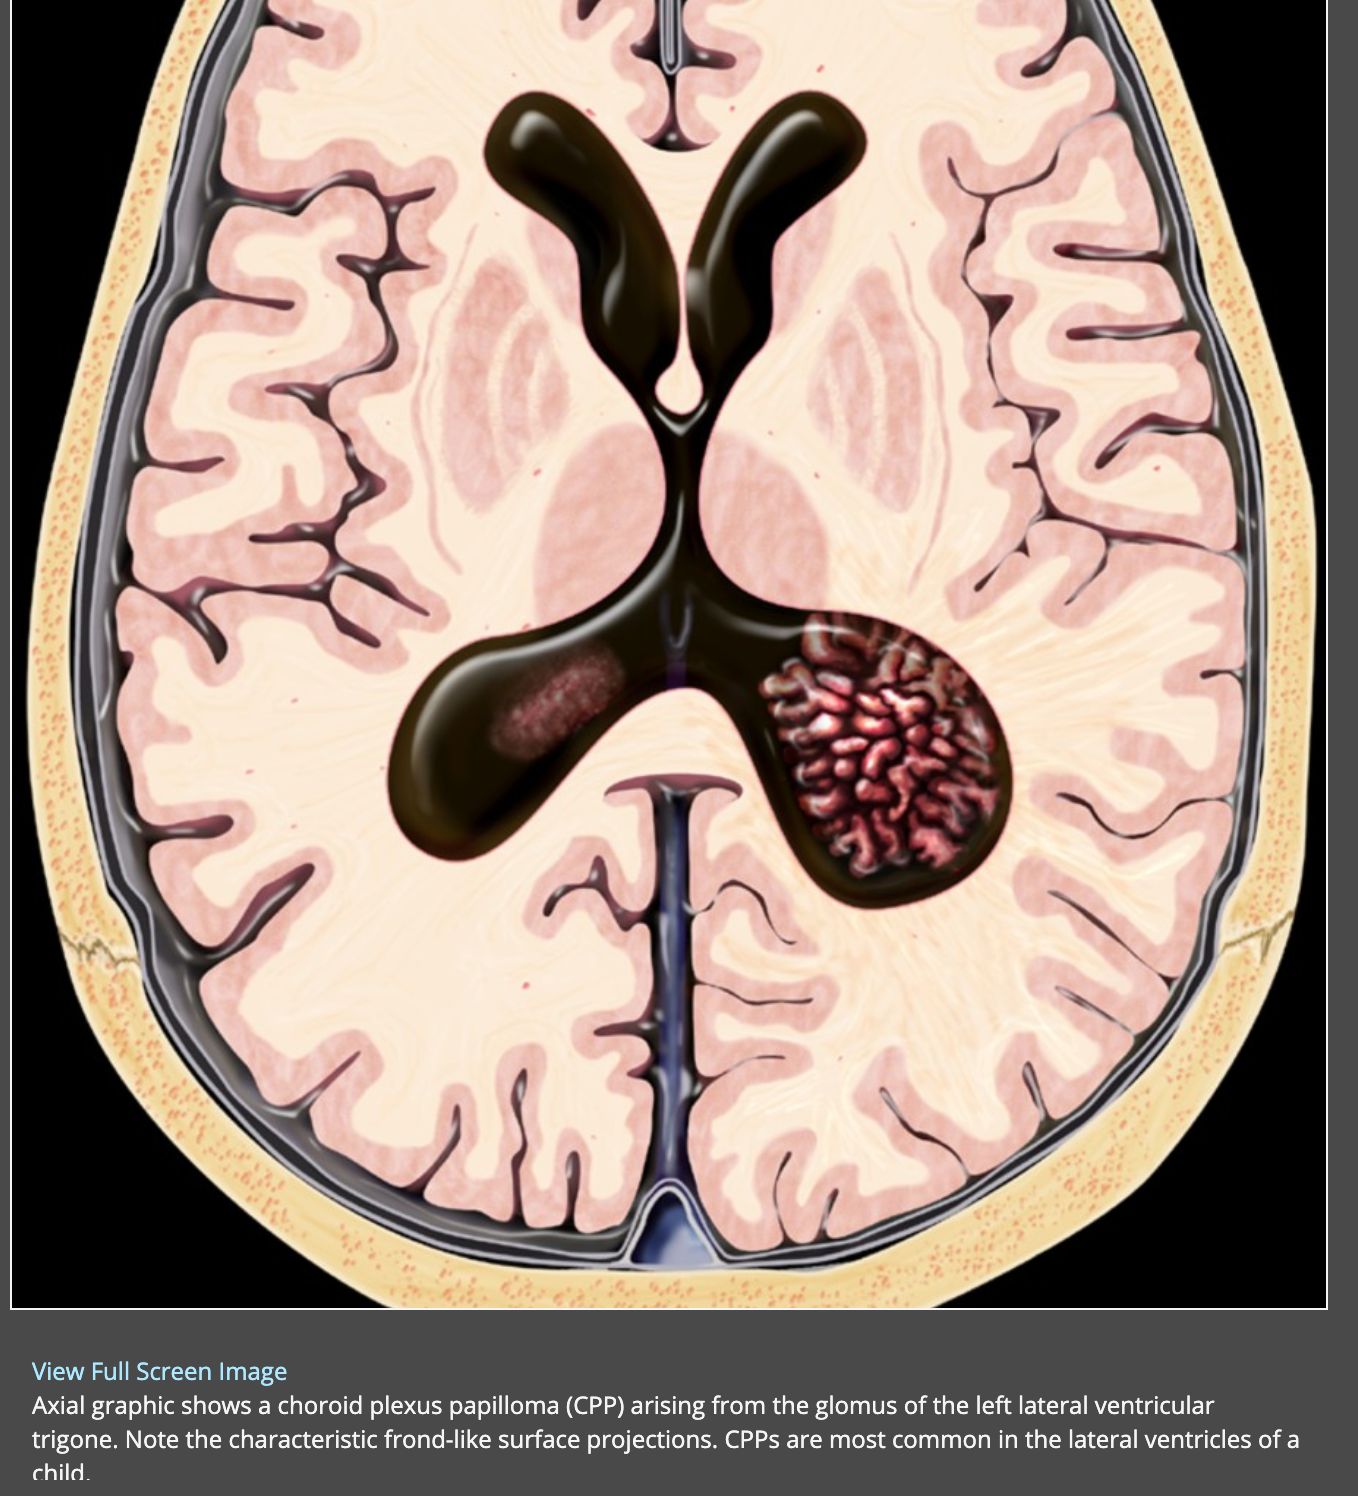 View Full Screen Image
Axial graphic shows a choroid plexus papilloma (CPP) arising from the glomus of the left lateral ventricular
trigone. Note the characteristic frond-like surface projections. CPPs are most common in the lateral ventricles of a
child.